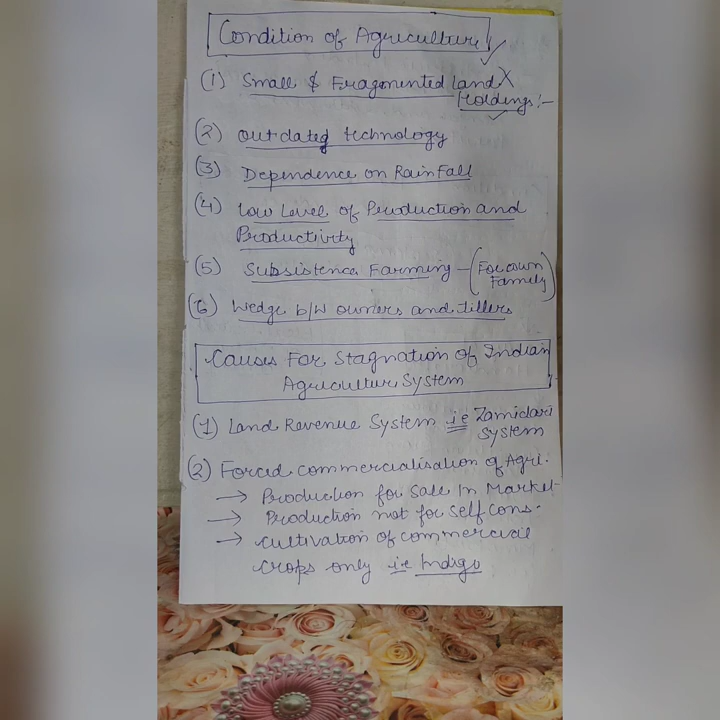 Condition of Agriculture
(1) Small & Fragmented Land
Holdings:-
(2) Outdated technology
(3) Dependence on RainFall
(4) Low Level of Production and
Productivity
(5) Subsistence Farming - (For own
Family)
(6) Wedge b/w owners and Tillers
Causes For Stagnation of Indian
Agriculture System
(1) Land Revenue System i.e Zamidari
System
(2) Forced commercialisation of Agri.
→ Production for Sale In Market
→ Production not for self cons.
→ Cultivation of commercial
crops only i.e Indigo